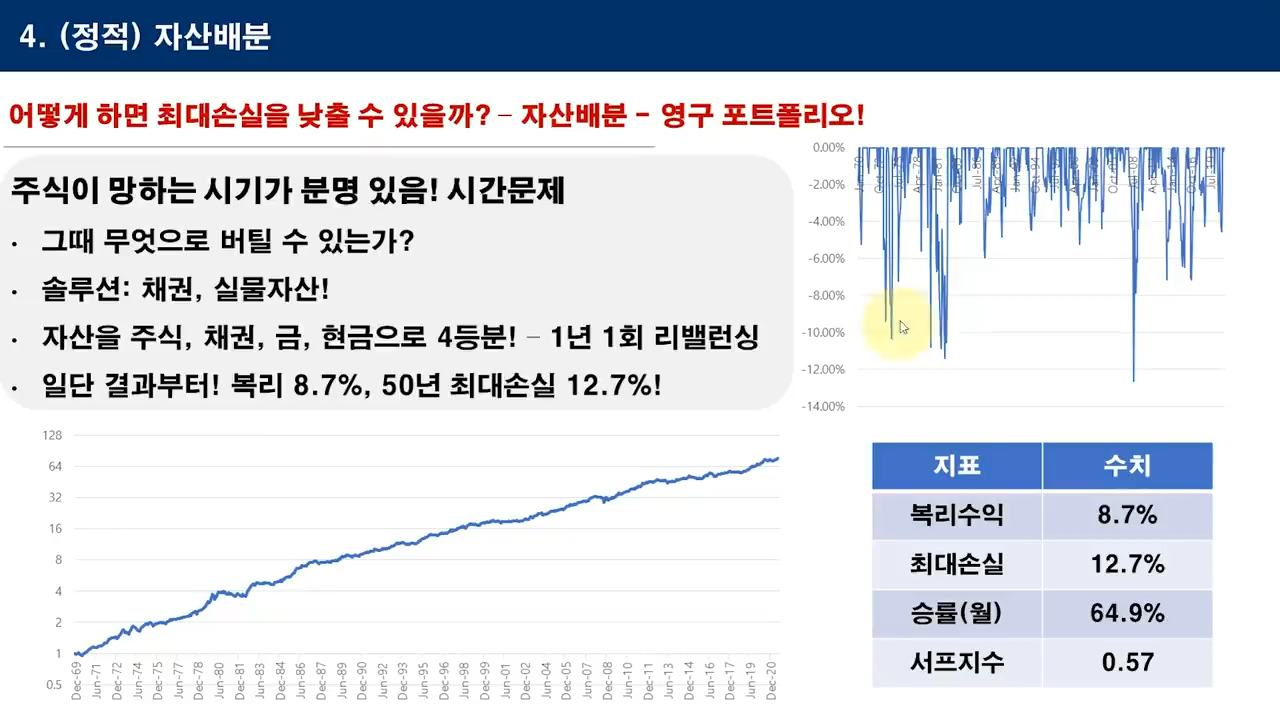 4. (정적) 자산배분
어떻게 하면 최대손실을 낮출 수 있을까? – 자산배분 – 영구 포트폴리오!
주식이 망하는 시기가 분명 있음! 시간문제
· 그때 무엇으로 버틸 수 있는가?
· 솔루션: 채권, 실물자산!
· 자산을 주식, 채권, 금, 현금으로 4등분! – 1년 1회 리밸런싱
· 일단 결과부터! 복리 8.7%, 50년 최대손실 12.7%!
0.00%
-2.00%
-4.00%
-6.00%
-8.00%
-10.00%
-12.00%
-14.00%
128
64
32
16
8
4
2
1
0.5
Dec-69 Jun-71 Dec-72 Jun-74 Dec-75 Jun-77 Dec-78 Jun-80 Dec-81 Jun-83 Dec-84 Jun-86 Dec-87 Jun-89 Dec-90 Jun-92 Dec-93 Jun-95 Dec-96 Jun-98 Dec-99 Jun-01 Dec-02 Jun-04 Dec-05 Jun-07 Dec-08 Jun-10 Dec-11 Jun-13 Dec-14 Jun-16 Dec-17 Jun-19 Dec-20
지표 수치
복리수익 8.7%
최대손실 12.7%
승률(월) 64.9%
서프지수 0.57